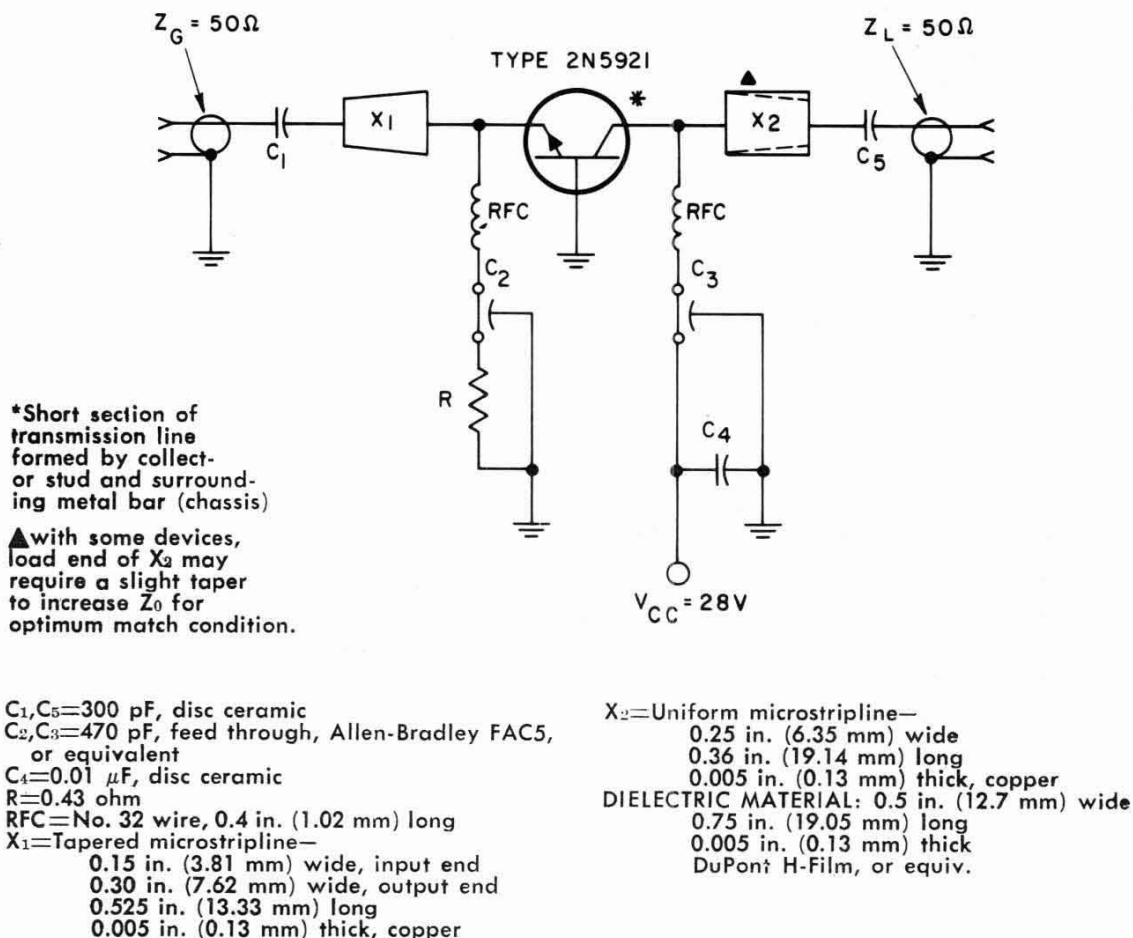 Z_G = 50Ω
Z_L = 50Ω
TYPE 2N5921
▲
*
X1
X2
C1
C5
RFC
RFC
C2
C3
R
C4
V_CC = 28V
*Short section of
transmission line
formed by collect-
or stud and surround-
ing metal bar (chassis)
▲with some devices,
load end of X2 may
require a slight taper
to increase Z0 for
optimum match condition.
C1,C5=300 pF, disc ceramic
C2,C3=470 pF, feed through, Allen-Bradley FAC5,
or equivalent
C4=0.01 μF, disc ceramic
R=0.43 ohm
RFC=No. 32 wire, 0.4 in. (1.02 mm) long
X1=Tapered microstripline—
0.15 in. (3.81 mm) wide, input end
0.30 in. (7.62 mm) wide, output end
0.525 in. (13.33 mm) long
0.005 in. (0.13 mm) thick, copper
X2=Uniform microstripline—
0.25 in. (6.35 mm) wide
0.36 in. (19.14 mm) long
0.005 in. (0.13 mm) thick, copper
DIELECTRIC MATERIAL: 0.5 in. (12.7 mm) wide
0.75 in. (19.05 mm) long
0.005 in. (0.13 mm) thick
DuPont H-Film, or equiv.